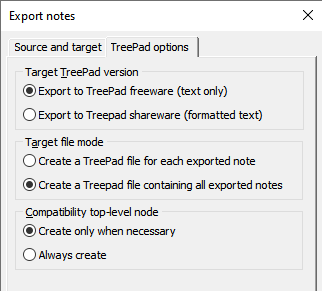 Export notes
Source and target TreePad options
Target TreePad version
Export to TreePad freeware (text only)
Export to Treepad shareware (formatted text)
Target file mode
Create a TreePad file for each exported note
Create a Treepad file containing all exported notes
Compatibility top-level node
Create only when necessary
Always create